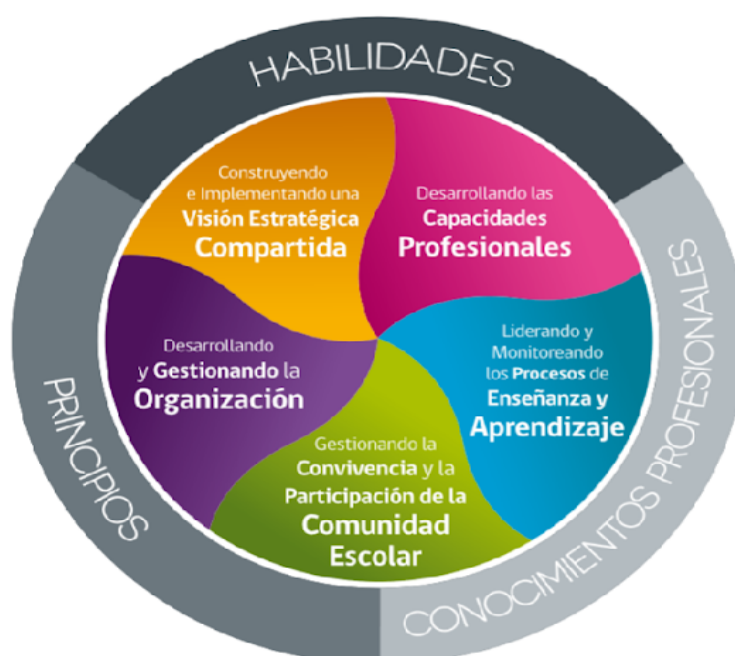 HABILIDADES
Construyendo
e Implementando una
Visión Estratégica
Compartida
Desarrollando las
Capacidades
Profesionales
Liderando y
Monitoreando
los Procesos de
Enseñanza y
Aprendizaje
Gestionando la
Convivencia y la
Participación de la
Comunidad
Escolar
Desarrollando
y Gestionando la
Organización
PRINCIPIOS
CONOCIMIENTOS PROFESIONALES